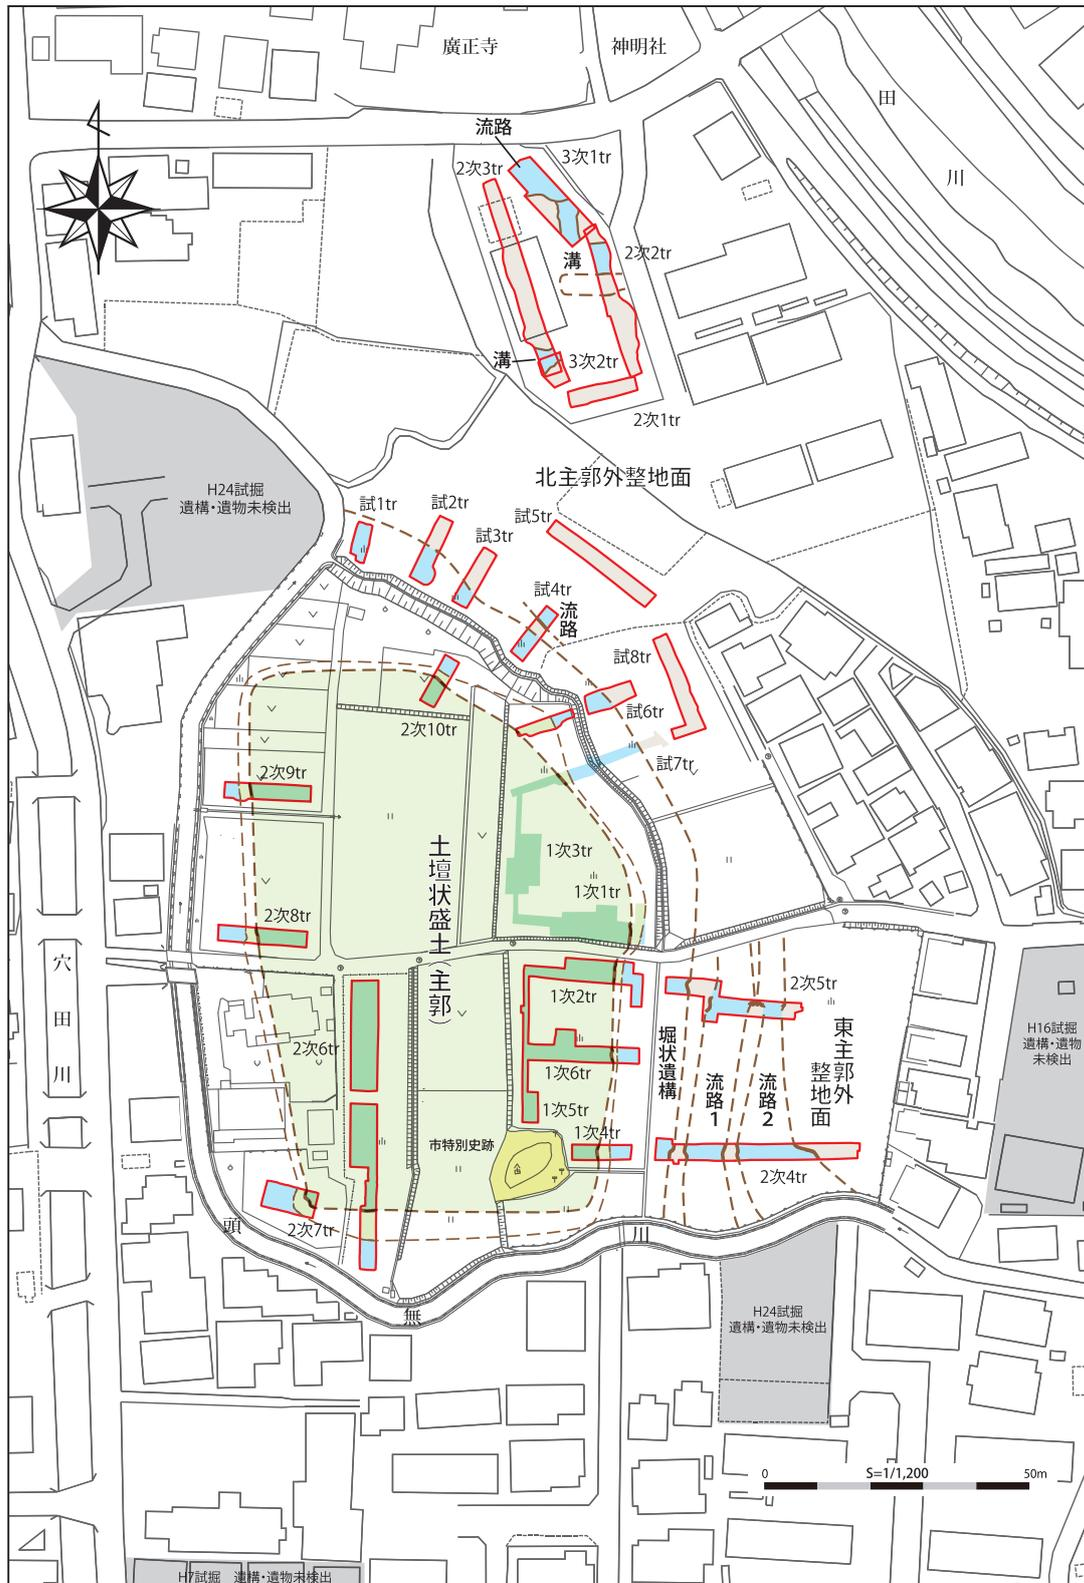 廣正寺
神明社
田川
流路
2次3tr
3次1tr
2次2tr
溝
溝
3次2tr
2次1tr
北主郭外整地面
H24試掘
遺構・遺物未検出
試1tr
試2tr
試3tr
試5tr
試4tr
流路
試8tr
試6tr
試7tr
2次10tr
2次9tr
土壇状盛土（主郭）
1次3tr
1次1tr
2次8tr
穴田川
1次2tr
2次5tr
2次6tr
1次6tr
堀状遺構
流路1
流路2
東主郭外
整地面
H16試掘
遺構・遺物
未検出
1次5tr
1次4tr
市特別史跡
2次4tr
2次7tr
頭
無
川
H24試掘
遺構・遺物未検出
0
S=1/1,200
50m
H7試掘 遺構・遺物未検出